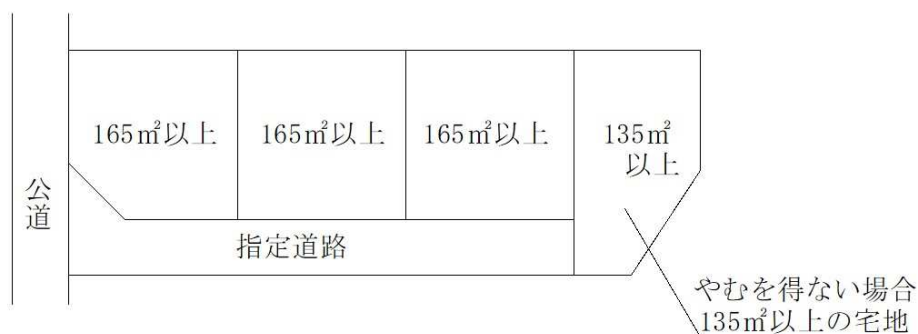 165㎡以上
165㎡以上
165㎡以上
135㎡
以上
公道
指定道路
やむを得ない場合
135㎡以上の宅地